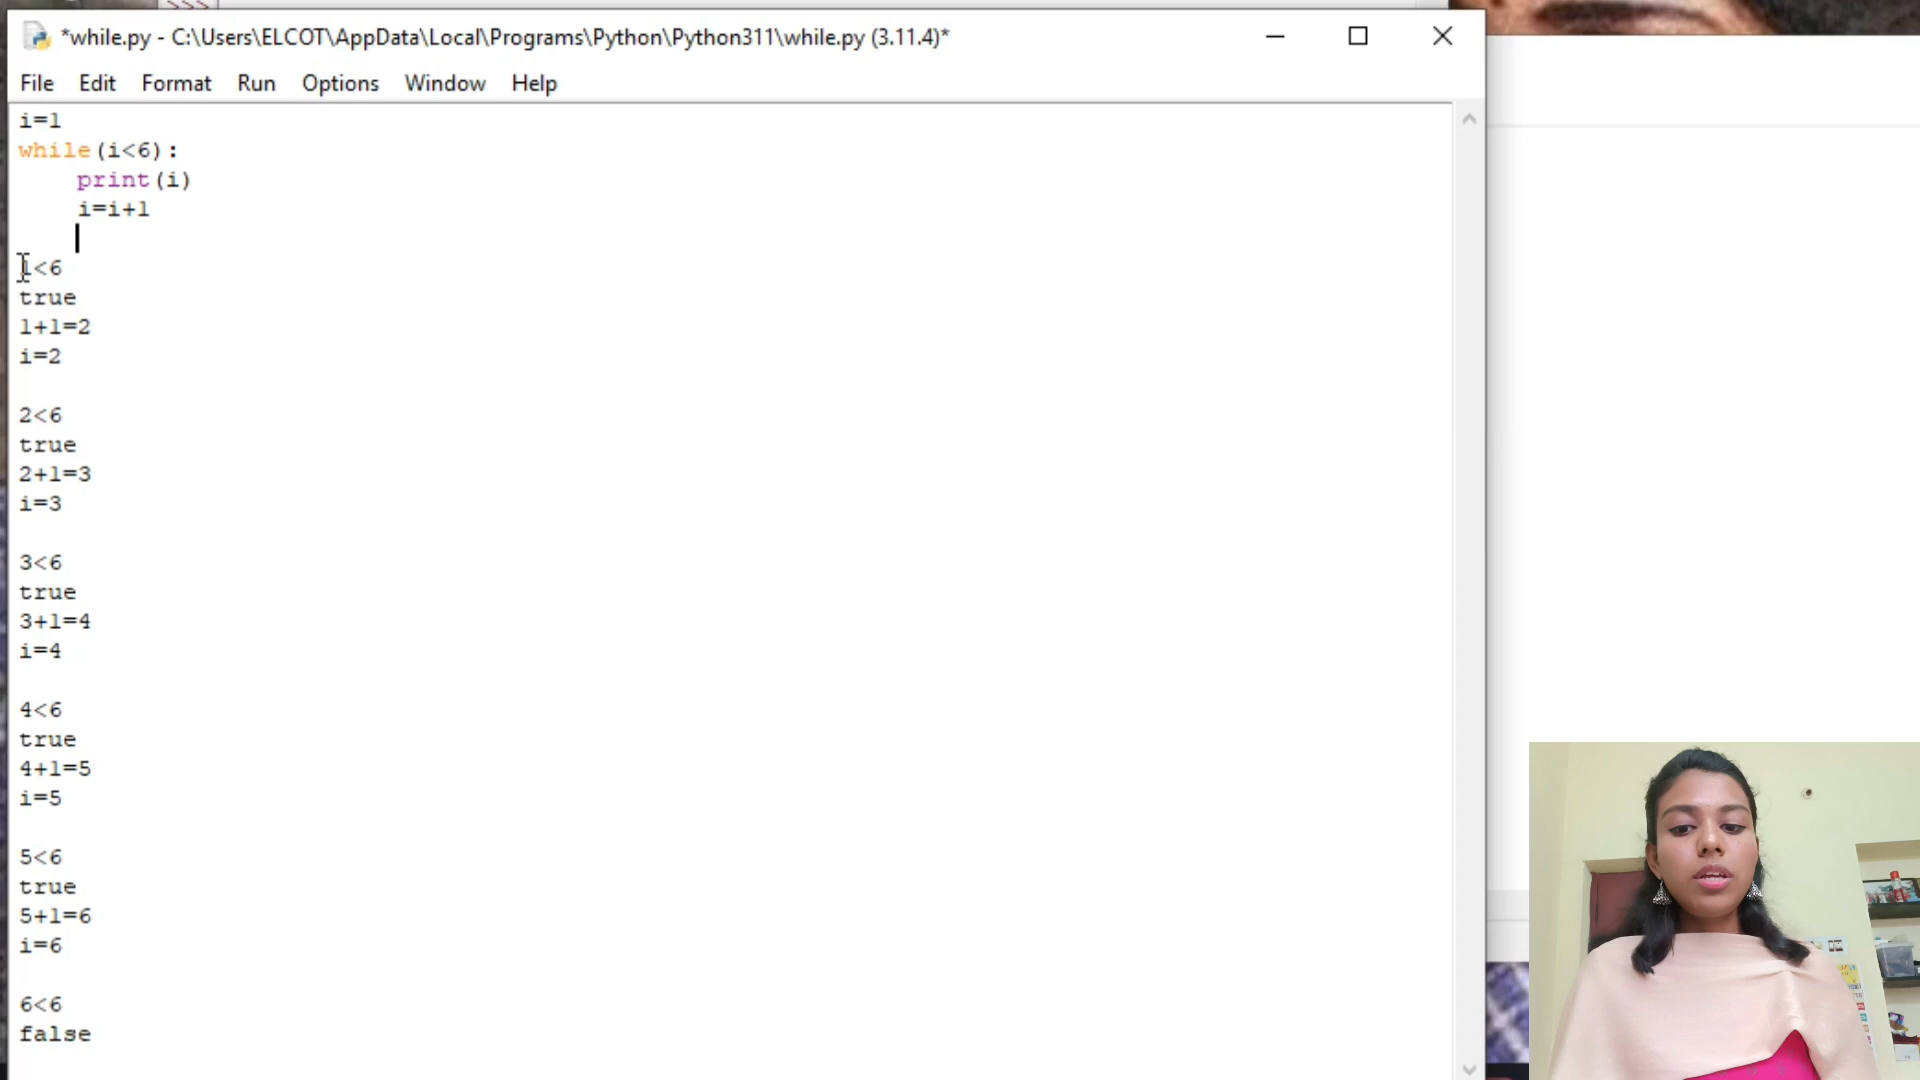 >>>
*while.py - C:\Users\ELCOT\AppData\Local\Programs\Python\Python311\while.py (3.11.4)*
File Edit Format Run Options Window Help
i=1
while(i<6):
print(i)
i=i+1
1<6
true
1+1=2
i=2
2<6
true
2+1=3
i=3
3<6
true
3+1=4
i=4
4<6
true
4+1=5
i=5
5<6
true
5+1=6
i=6
6<6
false